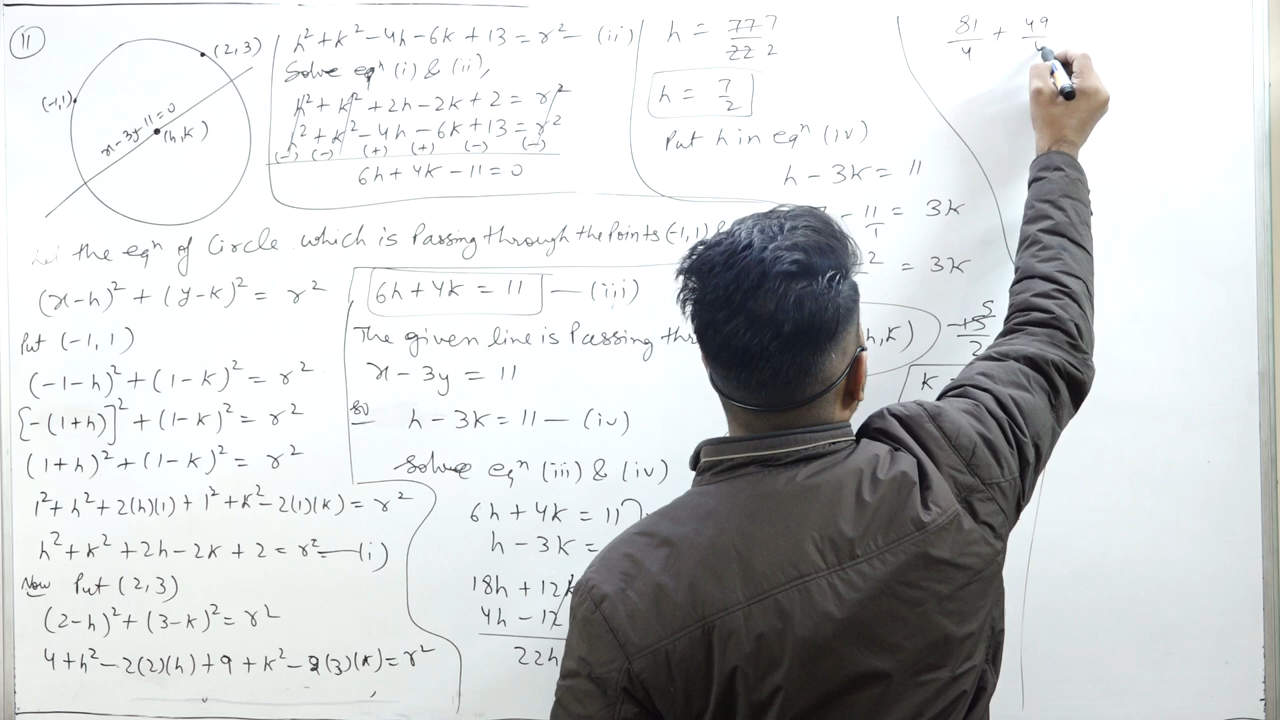 11
(2,3)
(-1,1)
x-3y-11=0
(h,k)
the eqⁿ of Circle which is Passing through the Points (-1,1)
(x-h)² + (y-k)² = r²
Put (-1,1)
(-1-h)² + (1-k)² = r²
[-(1+h)]² + (1-k)² = r²
(1+h)² + (1-k)² = r²
1² + h² + 2(h)(1) + 1² + k² - 2(1)(k) = r²
h² + k² + 2h - 2k + 2 = r² — (i)
Now Put (2,3)
(2-h)² + (3-k)² = r²
4 + h² - 2(2)(h) + 9 + k² - 2(3)(k) = r²
h² + k² - 4h - 6k + 13 = r² — (ii)
Solve eqⁿ (i) & (ii),
h² + k² + 2h - 2k + 2 = r²
h² + k² - 4h - 6k + 13 = r²
(-) (-) (+) (+) (-) (-)
6h + 4k - 11 = 0
6h + 4k = 11 — (iii)
The given line is Passing h,k)
x - 3y = 11
so h - 3k = 11 — (iv)
Solve eqⁿ (iii) & (iv)
6h + 4k = 11
h - 3k =
18h + 12k
4h - 12
22h
h = 77 7
22 2
h = 7/2
Put h in eqⁿ (iv)
h - 3k = 11
- 11/1 = 3k
2 = 3k
-15 5
2
k
81/4 + 49